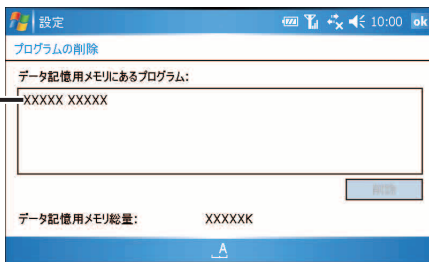 設定 10:00 ok
プログラムの削除
データ記憶用メモリにあるプログラム:
XXXXX XXXXX
削除
データ記憶用メモリ総量: XXXXXK
A